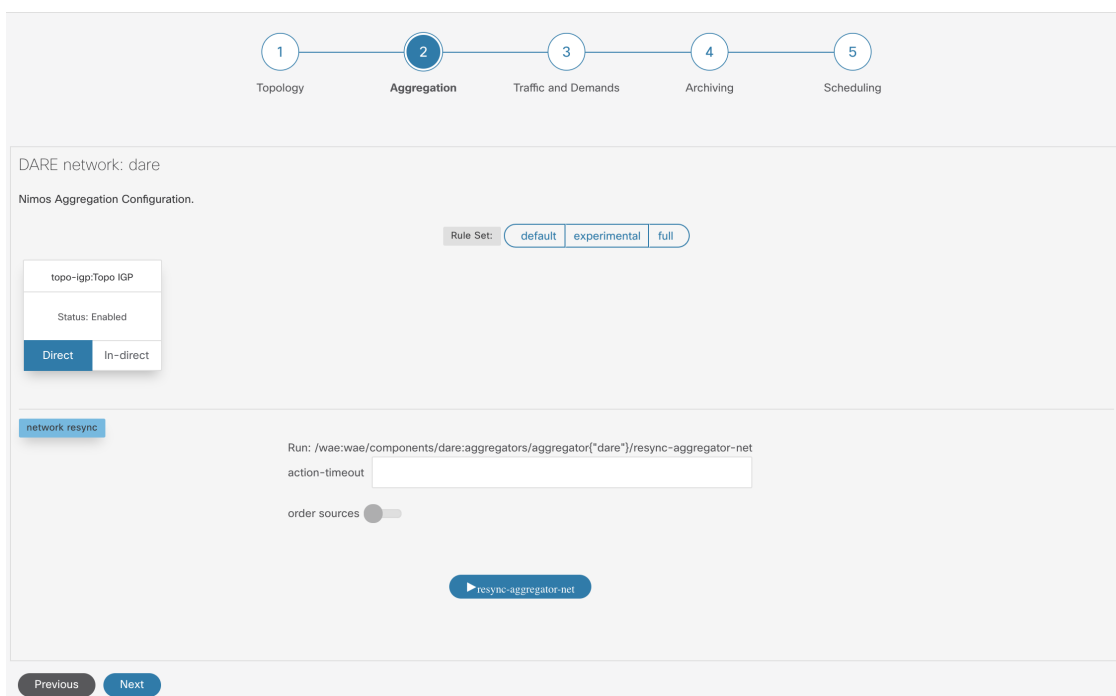 1 2 3 4 5
Topology Aggregation Traffic and Demands Archiving Scheduling
DARE network: dare
Nimos Aggregation Configuration.
Rule Set: default experimental full
topo-igp:Topo IGP
Status: Enabled
Direct In-direct
network resync
Run: /wae:wae/components/dare:aggregators/aggregator{"dare"}/resync-aggregator-net
action-timeout
order sources
▶resync-aggregator-net
Previous Next